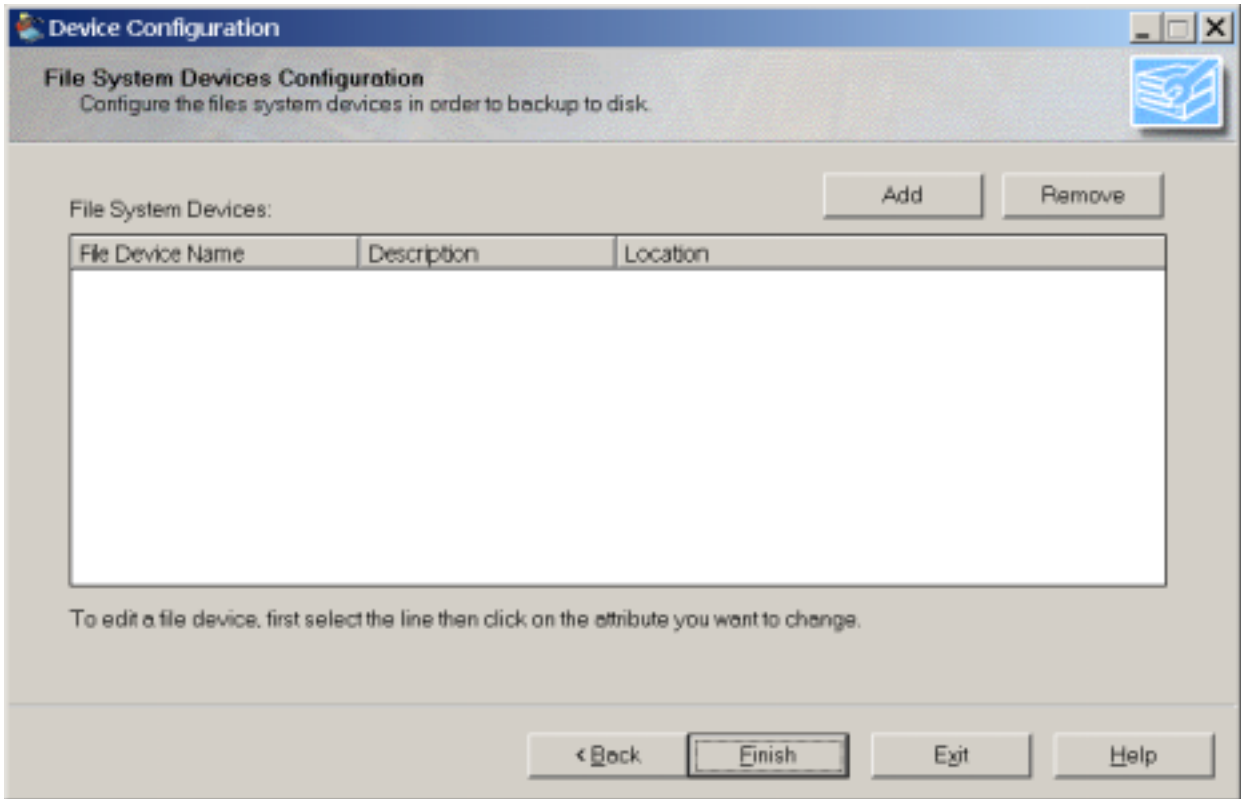 Device Configuration
File System Devices Configuration
Configure the files system devices in order to backup to disk.
Add
Remove
File System Devices:
File Device Name
Description
Location
To edit a file device, first select the line then click on the attribute you want to change.
< Back
Finish
Exit
Help